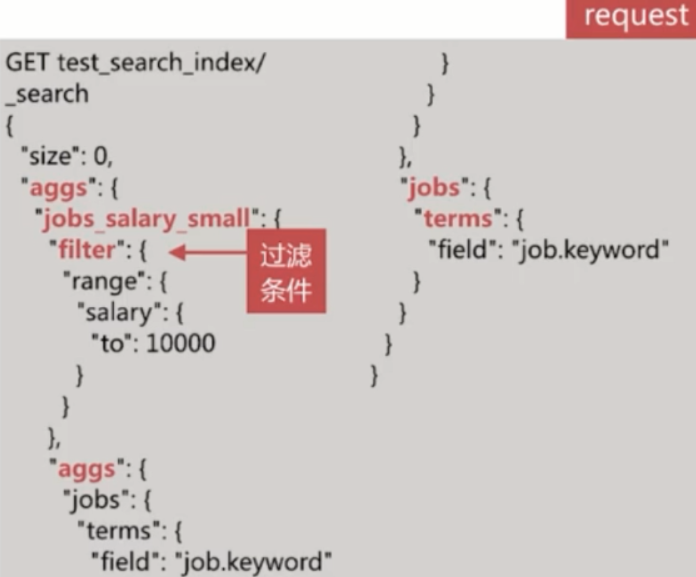 request
GET test_search_index/
_search
{
"size": 0,
"aggs": {
"jobs_salary_small": {
"filter": {
过滤
条件
"range": {
"salary": {
"to": 10000
}
}
},
"aggs": {
"jobs": {
"terms": {
"field": "job.keyword"
}
}
}
},
"jobs": {
"terms": {
"field": "job.keyword"
}
}
}
}